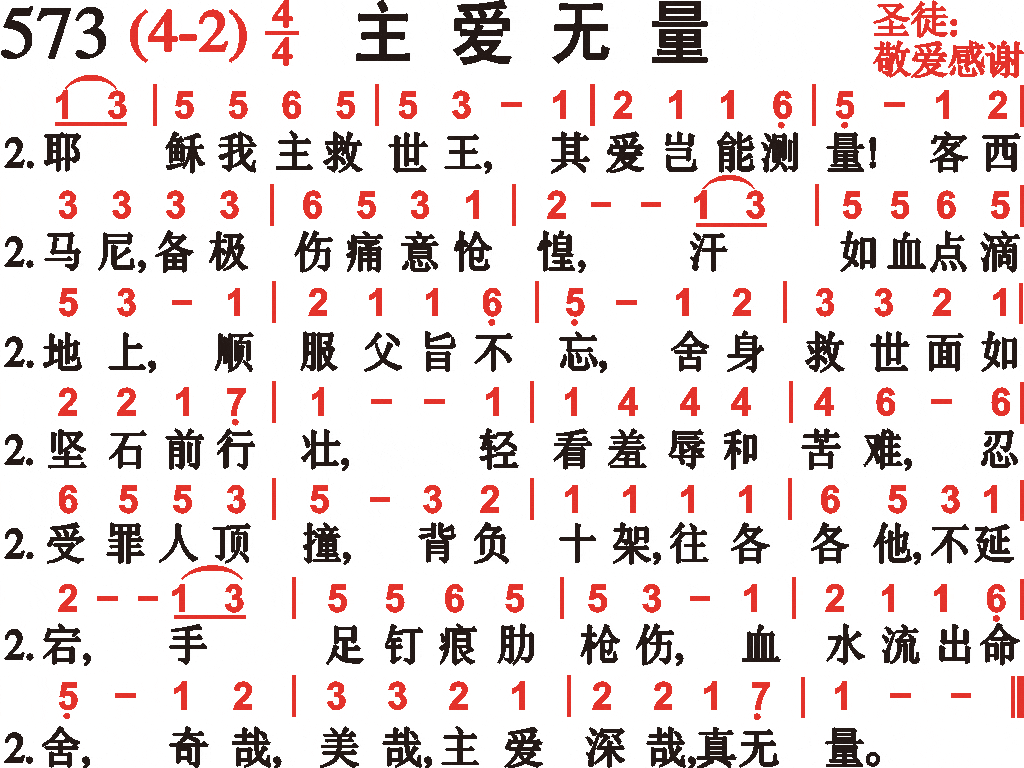 573 (4-2) 4/4 主爱无量 圣徒:
敬爱感谢
1 3 | 5 5 6 5 | 5 3 – 1 | 2 1 1 6 | 5 – 1 2 |
2.耶 稣我主救世王, 其爱岂能测量! 客西
3 3 3 3 | 6 5 3 1 | 2 – – 1 3 | 5 5 6 5 |
2.马尼,备极伤痛意怆惶, 汗如血点滴
5 3 – 1 | 2 1 1 6 | 5 – 1 2 | 3 3 2 1 |
2.地上, 顺服父旨不忘, 舍身救世面如
2 2 1 7 | 1 – – 1 | 1 4 4 4 | 4 6 – 6 |
2.坚石前行壮, 轻看羞辱和苦难, 忍
6 5 5 3 | 5 – 3 2 | 1 1 1 1 | 6 5 3 1 |
2.受罪人顶撞, 背负十架,往各各他,不延
2 – – 1 3 | 5 5 6 5 | 5 3 – 1 | 2 1 1 6 |
2.宕, 手足钉痕肋枪伤, 血水流出命
5 – 1 2 | 3 3 2 1 | 2 2 1 7 | 1 – – ‖
2.舍, 奇哉, 美哉,主爱深哉,真无量。